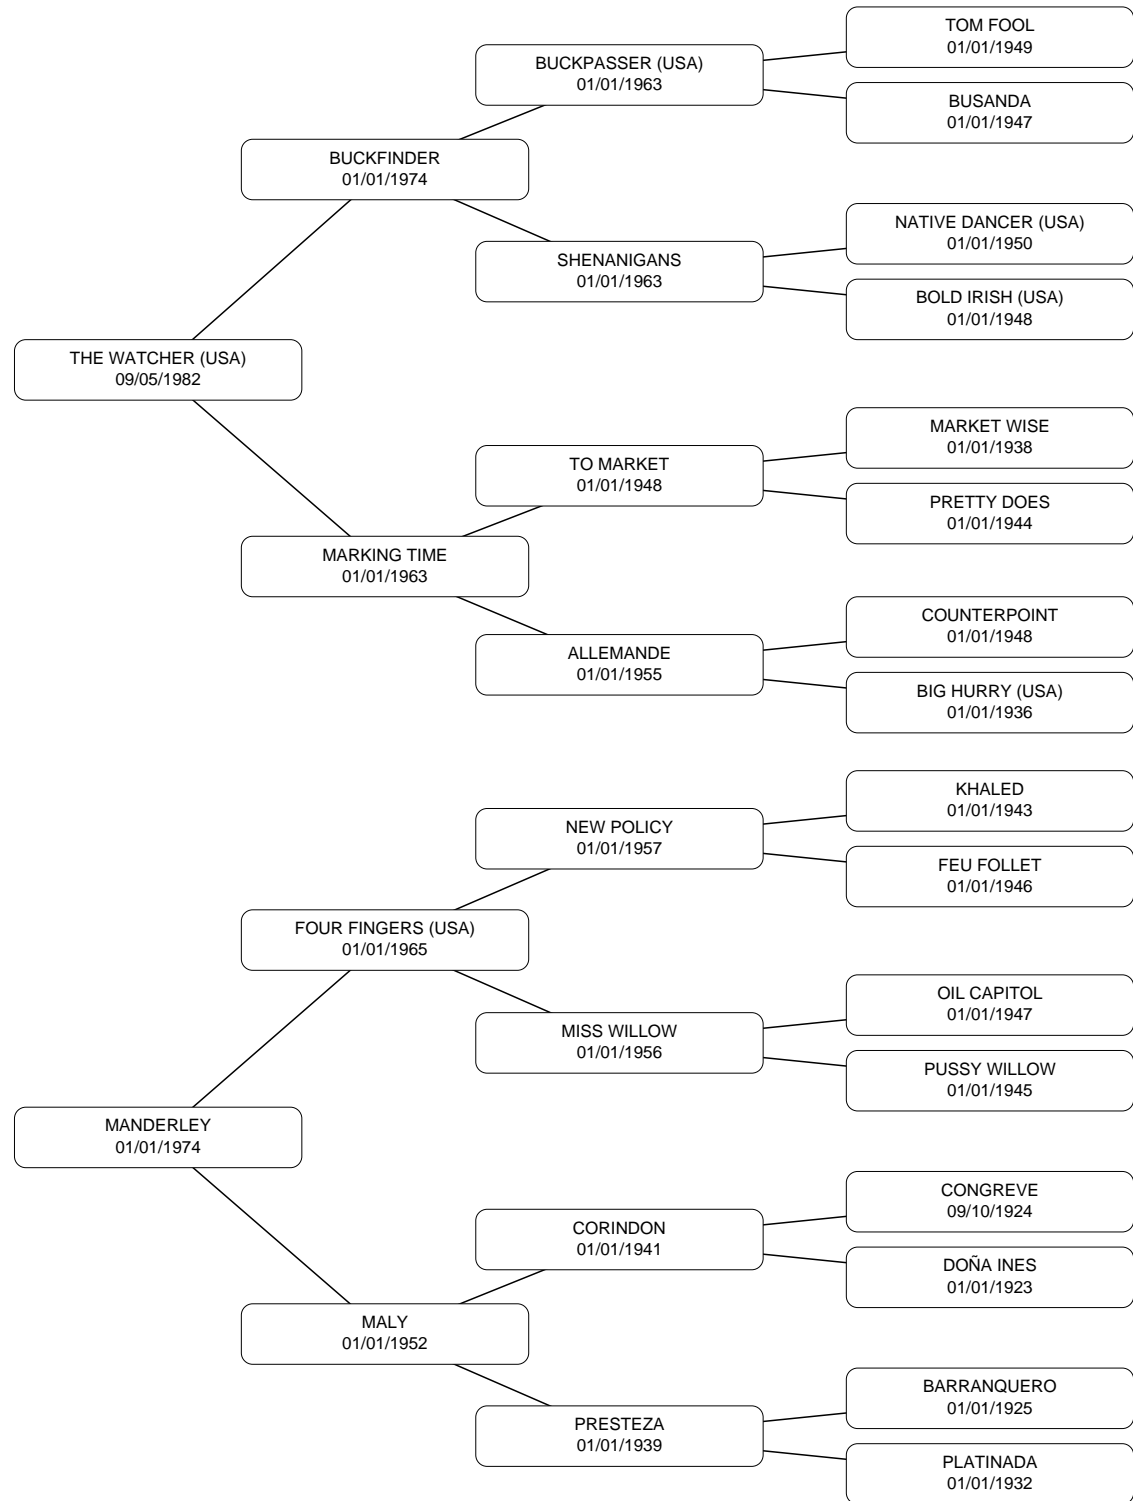 TOM FOOL
01/01/1949
BUCKPASSER (USA)
01/01/1963
BUSANDA
01/01/1947
BUCKFINDER
01/01/1974
NATIVE DANCER (USA)
01/01/1950
SHENANIGANS
01/01/1963
BOLD IRISH (USA)
01/01/1948
THE WATCHER (USA)
09/05/1982
MARKET WISE
01/01/1938
TO MARKET
01/01/1948
PRETTY DOES
01/01/1944
MARKING TIME
01/01/1963
COUNTERPOINT
01/01/1948
ALLEMANDE
01/01/1955
BIG HURRY (USA)
01/01/1936
KHALED
01/01/1943
NEW POLICY
01/01/1957
FEU FOLLET
01/01/1946
FOUR FINGERS (USA)
01/01/1965
OIL CAPITOL
01/01/1947
MISS WILLOW
01/01/1956
PUSSY WILLOW
01/01/1945
MANDERLEY
01/01/1974
CONGREVE
09/10/1924
CORINDON
01/01/1941
DOÑA INES
01/01/1923
MALY
01/01/1952
BARRANQUERO
01/01/1925
PRESTEZA
01/01/1939
PLATINADA
01/01/1932